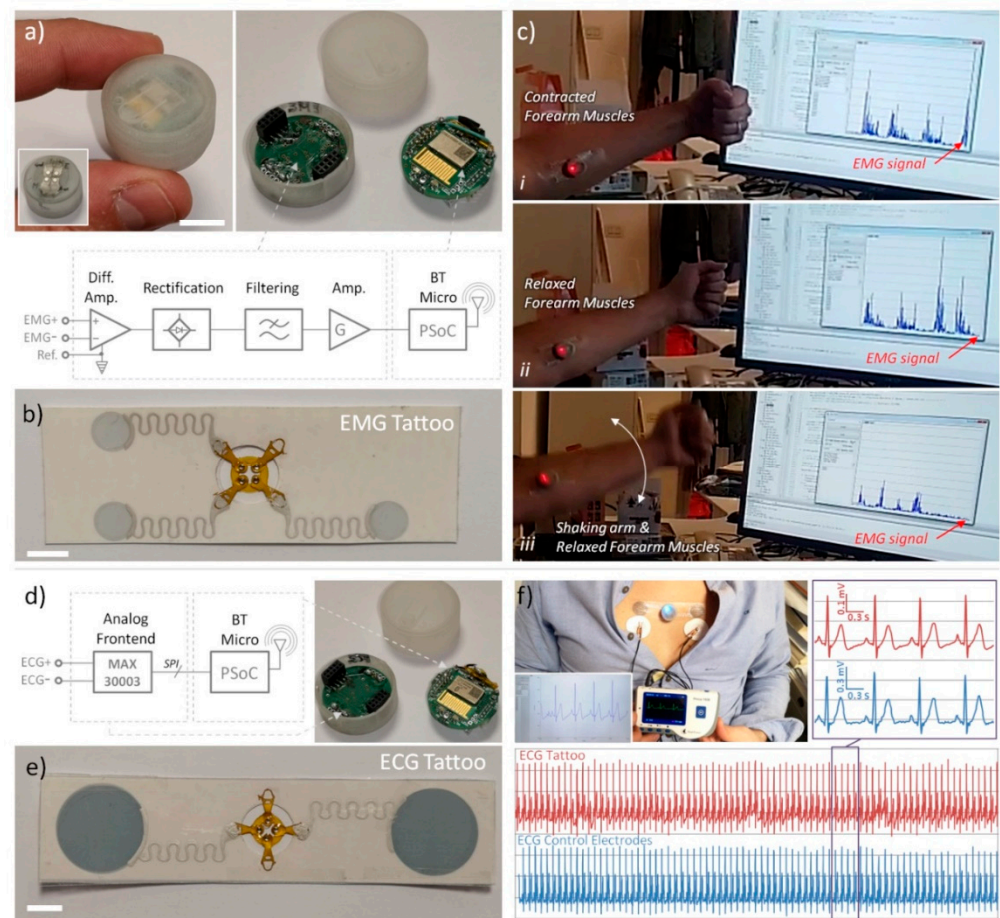 a)
Diff.
Amp.
Rectification
Filtering
Amp.
BT
Micro
EMG+
EMG−
Ref.
+
−
G
PSoC
b)
EMG Tattoo
c)
Contracted
Forearm Muscles
EMG signal
i
Relaxed
Forearm Muscles
EMG signal
ii
Shaking arm &
Relaxed Forearm Muscles
EMG signal
iii
d)
Analog
Frontend
BT
Micro
ECG+
ECG−
MAX
30003
SPI
PSoC
e)
ECG Tattoo
f)
0.1 mV
0.3 s
0.3 mV
0.3 s
ECG Tattoo
ECG Control Electrodes